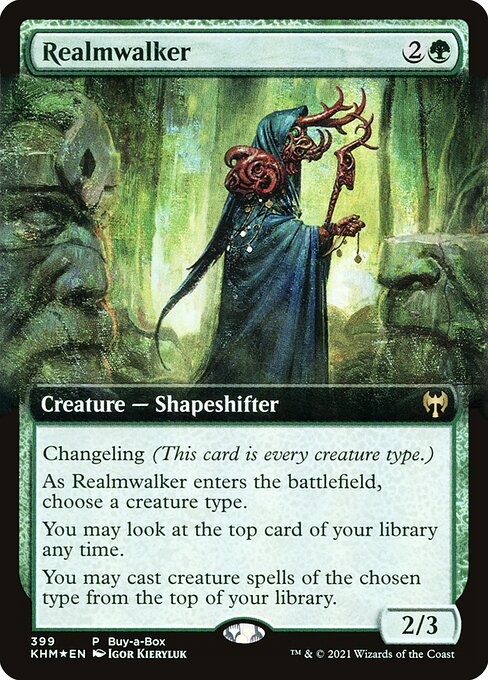 Realmwalker 2
Creature — Shapeshifter
Changeling (This card is every creature type.)
As Realmwalker enters the battlefield,
choose a creature type.
You may look at the top card of your library
any time.
You may cast creature spells of the chosen
type from the top of your library.
2/3
399 P Buy-a-Box
KHM★EN Igor Kieryluk ™ & © 2021 Wizards of the Coast